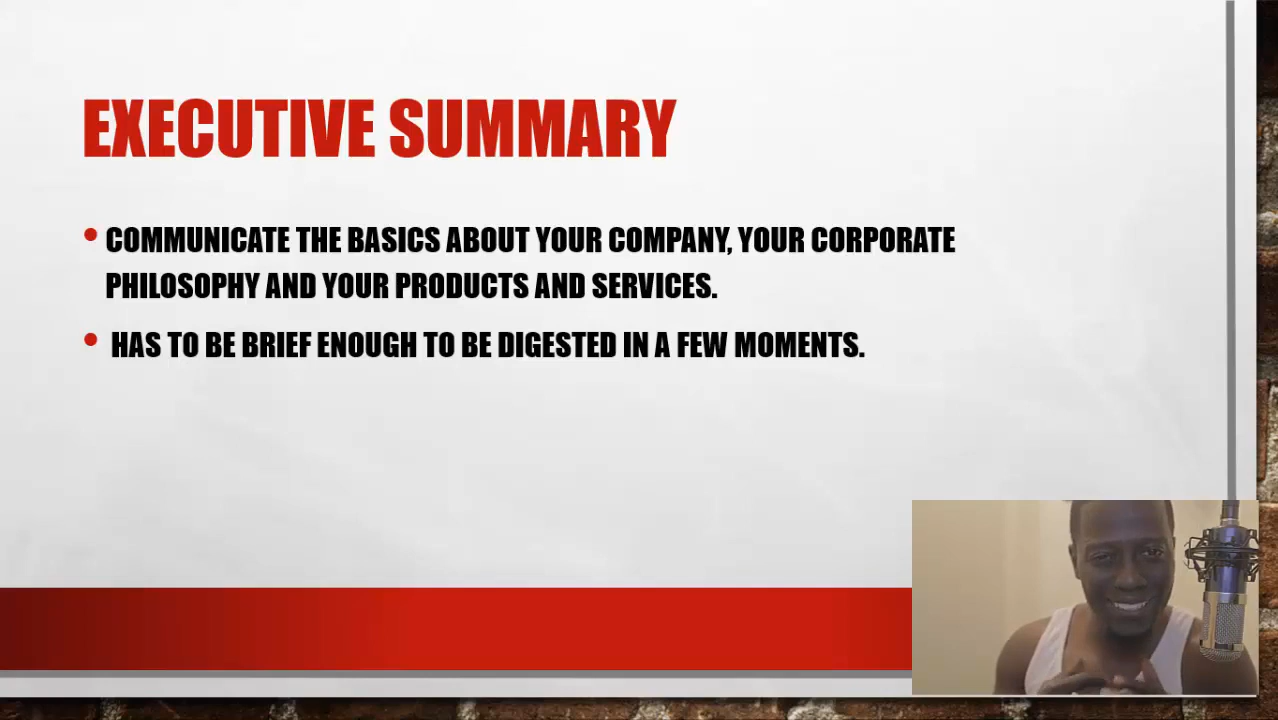 EXECUTIVE SUMMARY
• COMMUNICATE THE BASICS ABOUT YOUR COMPANY, YOUR CORPORATE
PHILOSOPHY AND YOUR PRODUCTS AND SERVICES.
• HAS TO BE BRIEF ENOUGH TO BE DIGESTED IN A FEW MOMENTS.